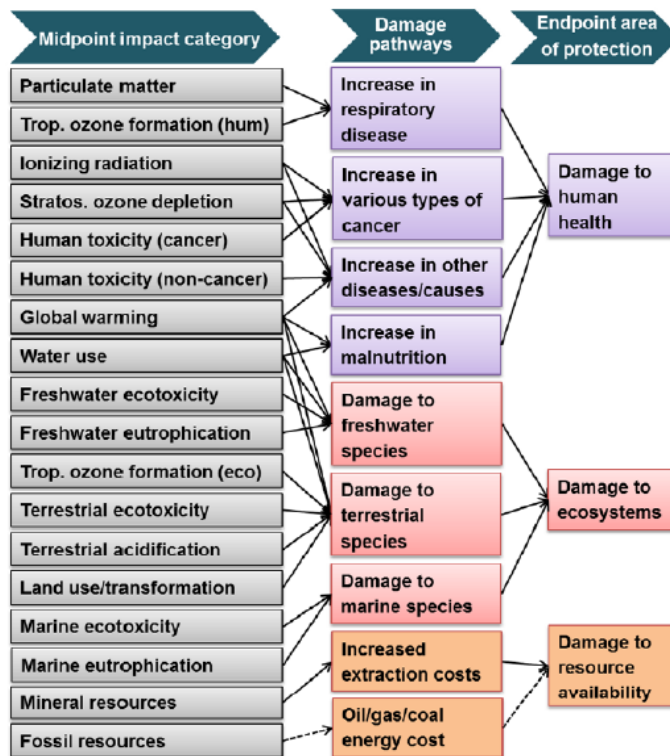 Midpoint impact category
Damage
pathways
Endpoint area
of protection
Particulate matter
Trop. ozone formation (hum)
Ionizing radiation
Stratos. ozone depletion
Human toxicity (cancer)
Human toxicity (non-cancer)
Global warming
Water use
Freshwater ecotoxicity
Freshwater eutrophication
Trop. ozone formation (eco)
Terrestrial ecotoxicity
Terrestrial acidification
Land use/transformation
Marine ecotoxicity
Marine eutrophication
Mineral resources
Fossil resources
Increase in
respiratory
disease
Increase in
various types of
cancer
Increase in other
diseases/causes
Increase in
malnutrition
Damage to
freshwater
species
Damage to
terrestrial
species
Damage to
marine species
Increased
extraction costs
Oil/gas/coal
energy cost
Damage to
human
health
Damage to
ecosystems
Damage to
resource
availability